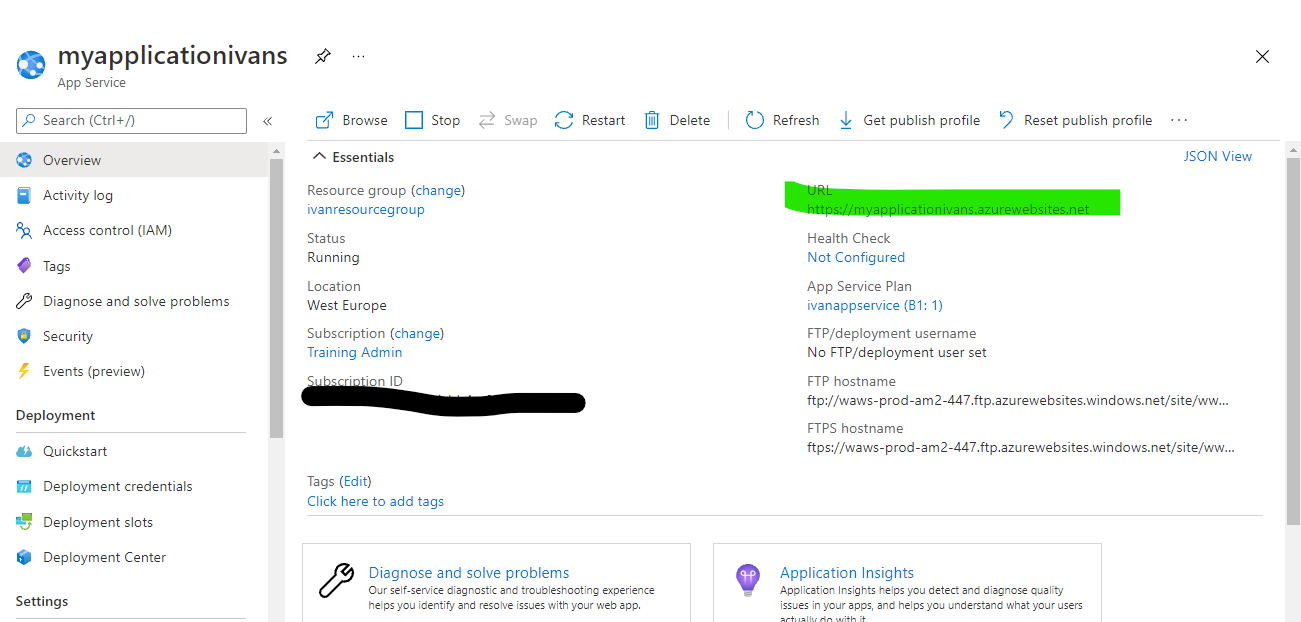 myapplicationivans
App Service
Search (Ctrl+/)
«
Browse
Stop
Swap
Restart
Delete
Refresh
Get publish profile
Reset publish profile
...
Overview
Activity log
Access control (IAM)
Tags
Diagnose and solve problems
Security
Events (preview)
Deployment
Quickstart
Deployment credentials
Deployment slots
Deployment Center
Settings
Essentials
JSON View
Resource group (change)
ivanresourcegroup
Status
Running
Location
West Europe
Subscription (change)
Training Admin
Subscription ID
URL
https://myapplicationivans.azurewebsites.net
Health Check
Not Configured
App Service Plan
ivanappservice (B1: 1)
FTP/deployment username
No FTP/deployment user set
FTP hostname
ftp://waws-prod-am2-447.ftp.azurewebsites.windows.net/site/ww...
FTPS hostname
ftps://waws-prod-am2-447.ftp.azurewebsites.windows.net/site/ww...
Tags (Edit)
Click here to add tags
Diagnose and solve problems
Our self-service diagnostic and troubleshooting experience
helps you identify and resolve issues with your web app.
Application Insights
Application Insights helps you detect and diagnose quality
issues in your apps, and helps you understand what your users
actually do with it.